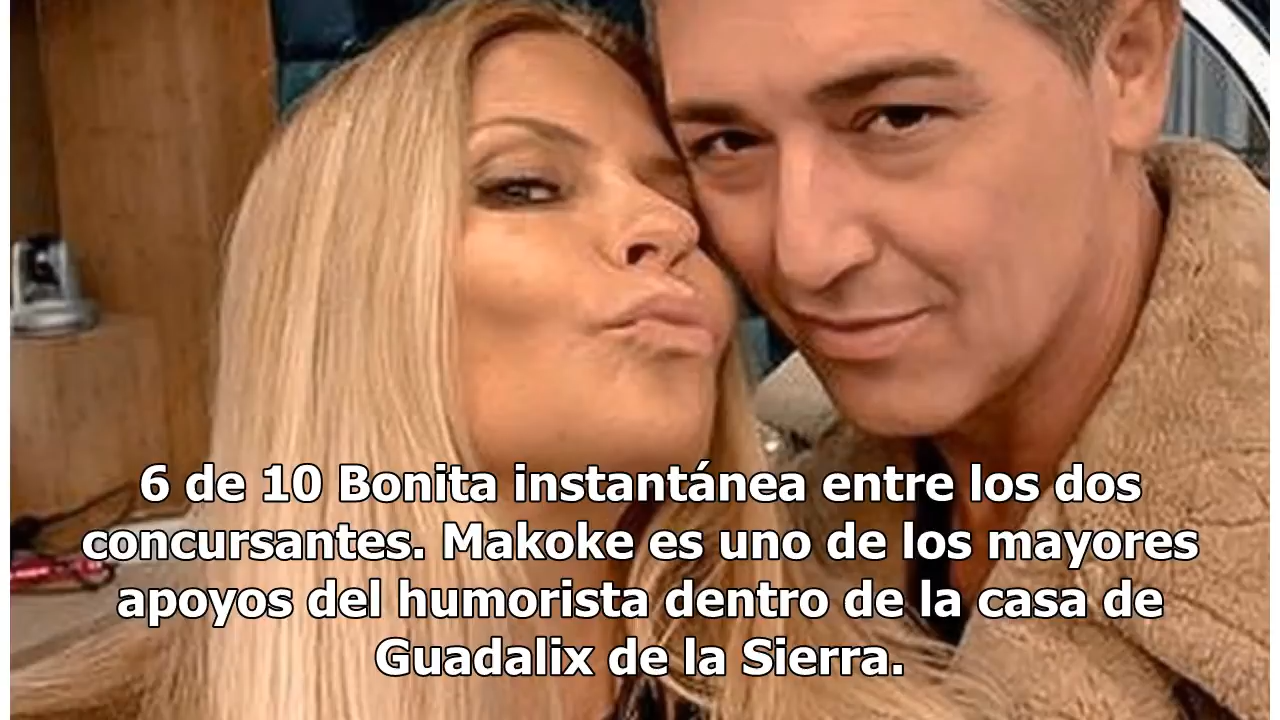 6 de 10 Bonita instantánea entre los dos
concursantes. Makoke es uno de los mayores
apoyos del humorista dentro de la casa de
Guadalix de la Sierra.